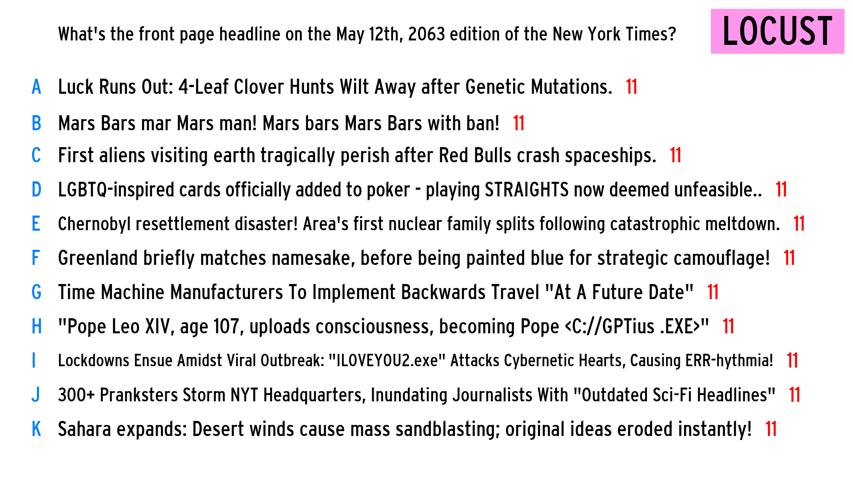 What's the front page headline on the May 12th, 2063 edition of the New York Times?
LOCUST
A Luck Runs Out: 4-Leaf Clover Hunts Wilt Away after Genetic Mutations. 11
B Mars Bars mar Mars man! Mars bars Mars Bars with ban! 11
C First aliens visiting earth tragically perish after Red Bulls crash spaceships. 11
D LGBTQ-inspired cards officially added to poker - playing STRAIGHTS now deemed unfeasible.. 11
E Chernobyl resettlement disaster! Area's first nuclear family splits following catastrophic meltdown. 11
F Greenland briefly matches namesake, before being painted blue for strategic camouflage! 11
G Time Machine Manufacturers To Implement Backwards Travel "At A Future Date" 11
H "Pope Leo XIV, age 107, uploads consciousness, becoming Pope <C://GPTius .EXE>" 11
I Lockdowns Ensue Amidst Viral Outbreak: "ILOVEYOU2.exe" Attacks Cybernetic Hearts, Causing ERR-hythmia! 11
J 300+ Pranksters Storm NYT Headquarters, Inundating Journalists With "Outdated Sci-Fi Headlines" 11
K Sahara expands: Desert winds cause mass sandblasting; original ideas eroded instantly! 11